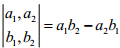 |a₁, a₂|
|b₁, b₂| = a₁b₂ − a₂b₁